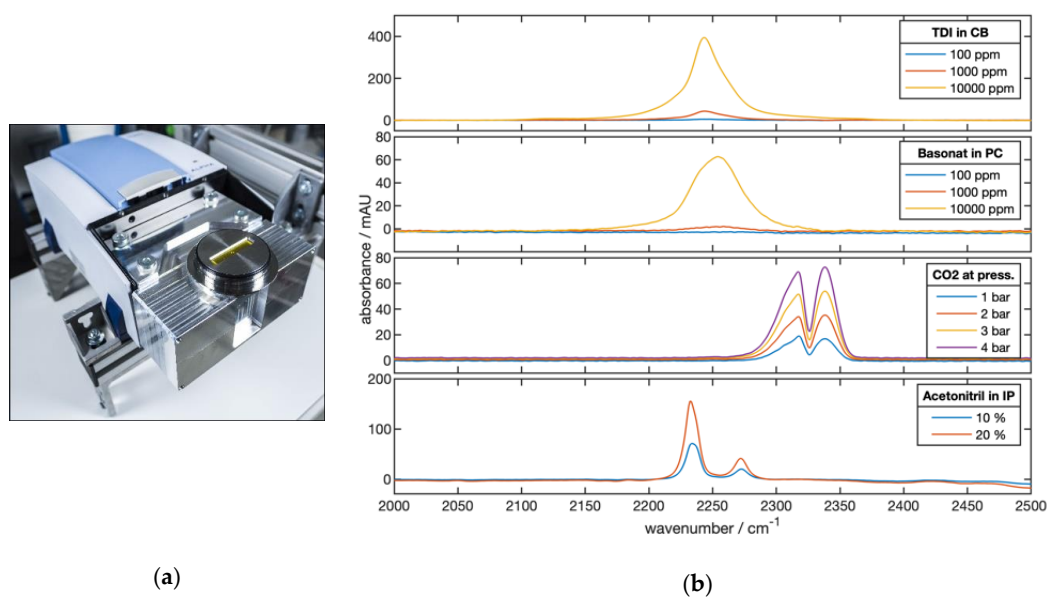 (b)
TDI in CB
100 ppm
1000 ppm
10000 ppm
400
200
0
Basonat in PC
100 ppm
1000 ppm
10000 ppm
80
60
40
20
0
CO2 at press.
1 bar
2 bar
3 bar
4 bar
80
60
40
20
0
Acetonitril in IP
10 %
20 %
200
100
0
absorbance / mAU
2000 2050 2100 2150 2200 2250 2300 2350 2400 2450 2500
wavenumber / cm-1
(a)
(b)